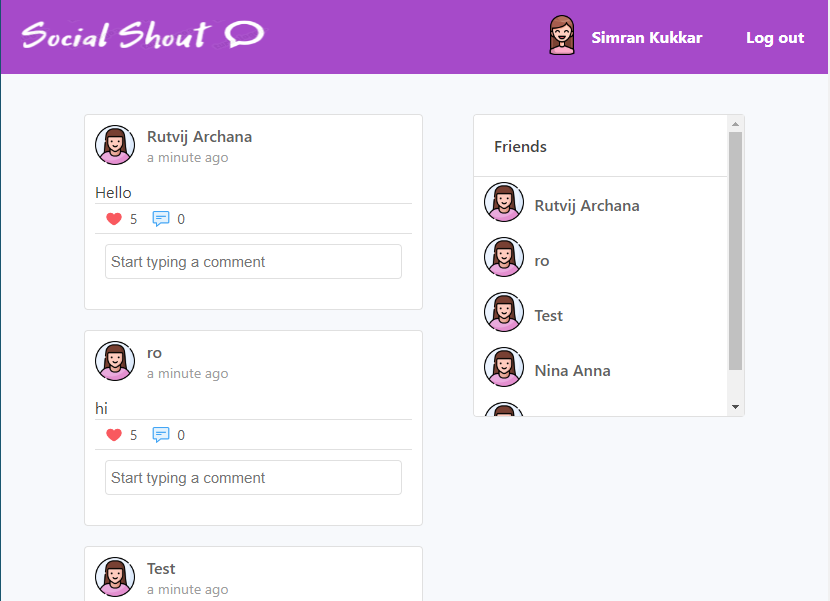 Social Shout
Simran Kukkar
Log out
Rutvij Archana
a minute ago
Hello
5
0
Start typing a comment
ro
a minute ago
hi
5
0
Start typing a comment
Test
a minute ago
Friends
Rutvij Archana
ro
Test
Nina Anna